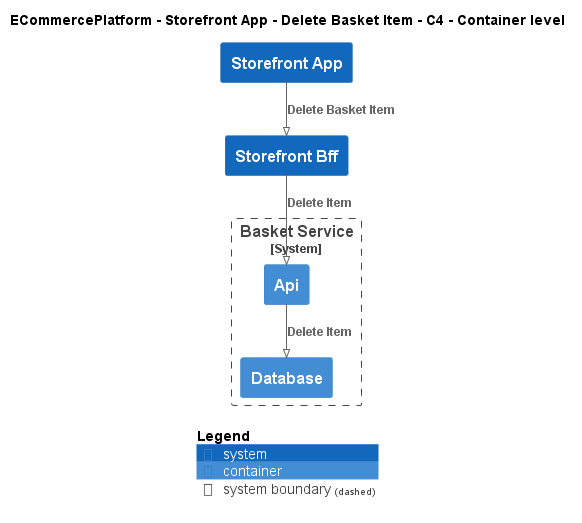 ECommercePlatform - Storefront App - Delete Basket Item - C4 - Container level
Storefront App
Delete Basket Item
Storefront Bff
Delete Item
Basket Service
[System]
Api
Delete Item
Database
Legend
system
container
system boundary (dashed)